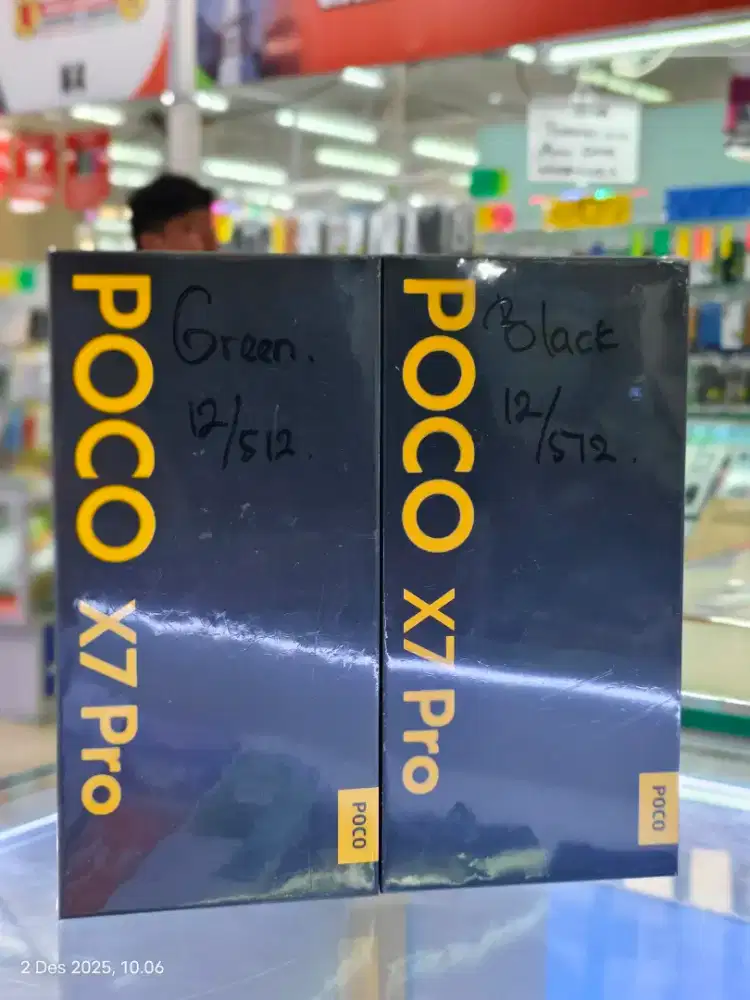 POCO X7 Pro
Green.
12/512.
POCO
POCO X7 Pro
Black
12/512.
POCO
2 Des 2025, 10.06